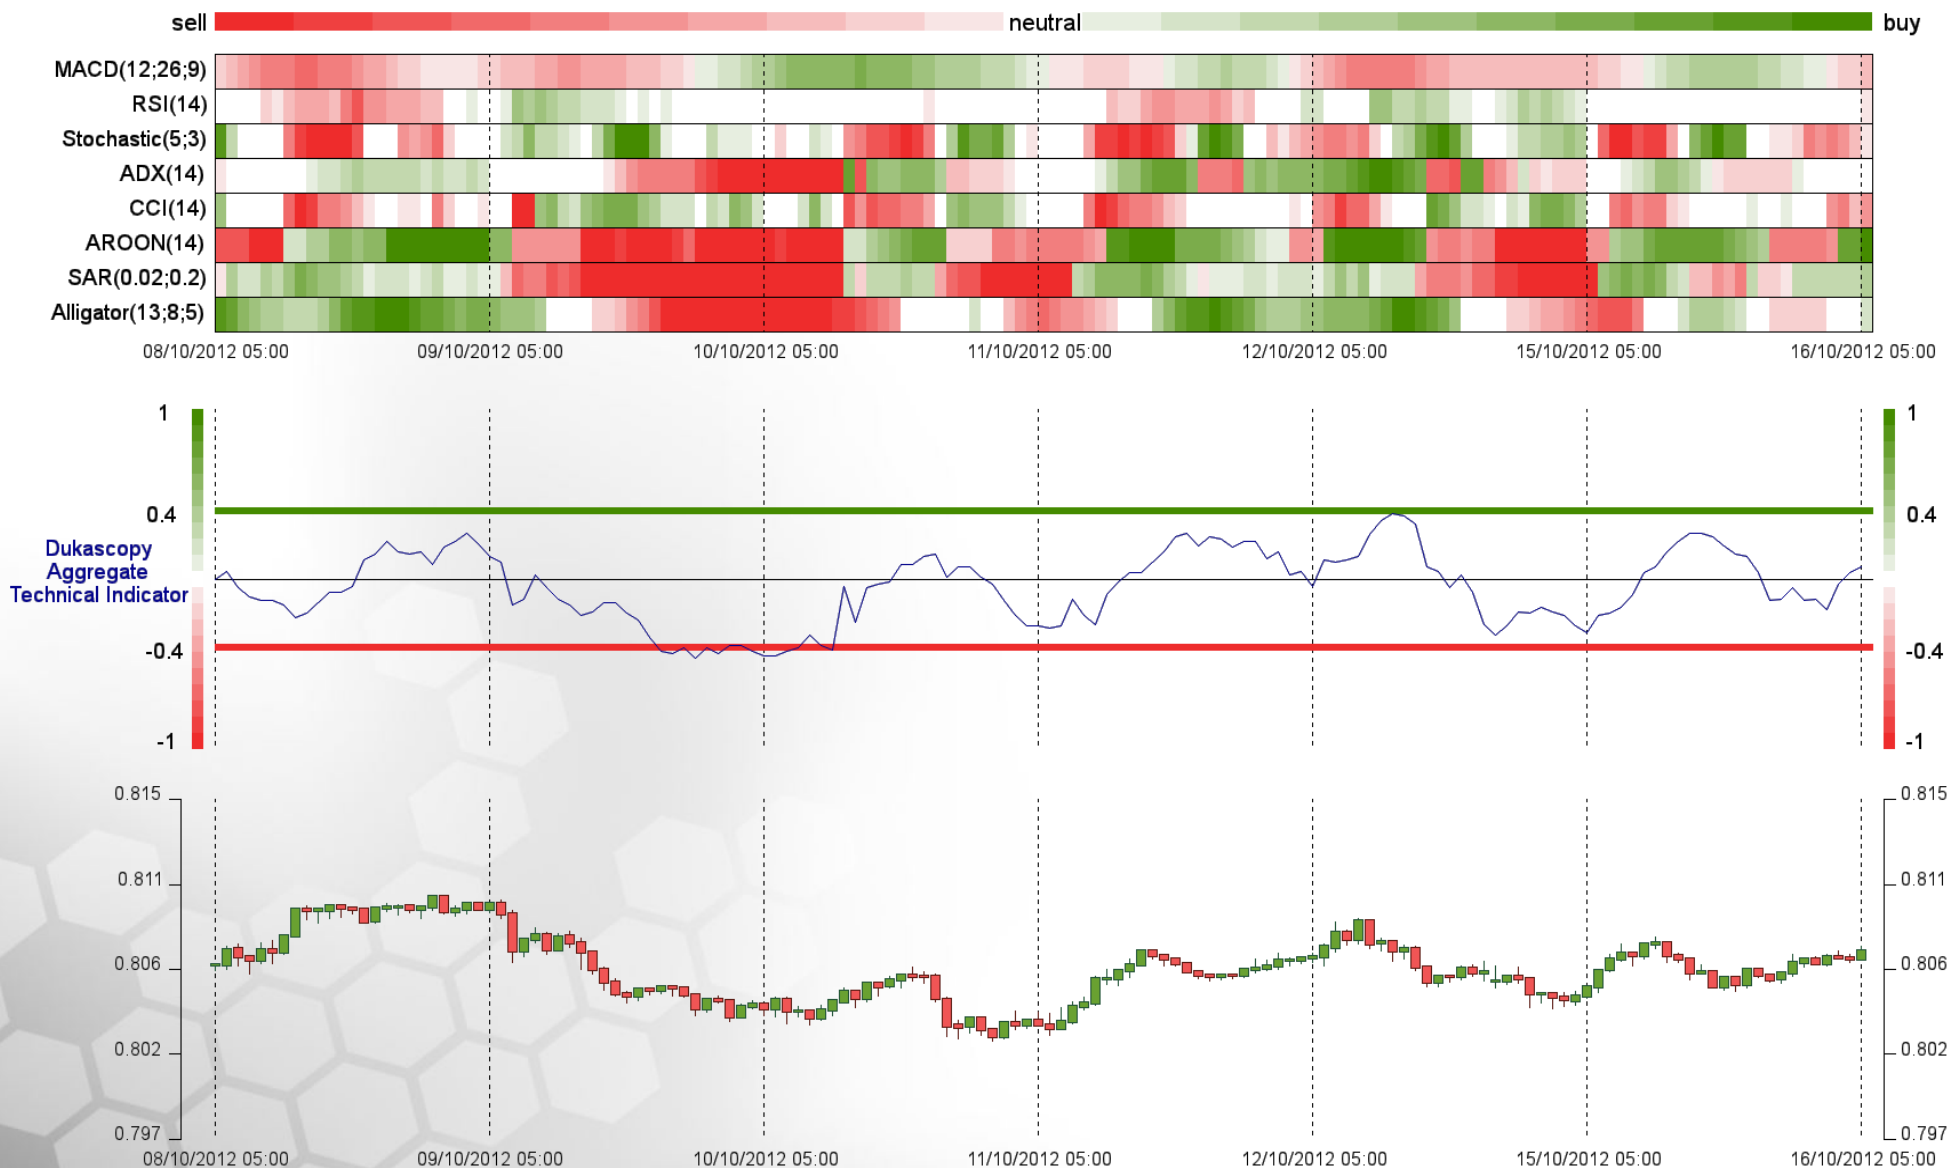 sell neutral buy
MACD(12;26;9)
RSI(14)
Stochastic(5;3)
ADX(14)
CCI(14)
AROON(14)
SAR(0.02;0.2)
Alligator(13;8;5)
08/10/2012 05:00 09/10/2012 05:00 10/10/2012 05:00 11/10/2012 05:00 12/10/2012 05:00 15/10/2012 05:00 16/10/2012 05:00
1 1
0.4 0.4
Dukascopy
Aggregate
Technical Indicator
-0.4 -0.4
-1 -1
0.815 0.815
0.811 0.811
0.806 0.806
0.802 0.802
0.797 0.797
08/10/2012 05:00 09/10/2012 05:00 10/10/2012 05:00 11/10/2012 05:00 12/10/2012 05:00 15/10/2012 05:00 16/10/2012 05:00